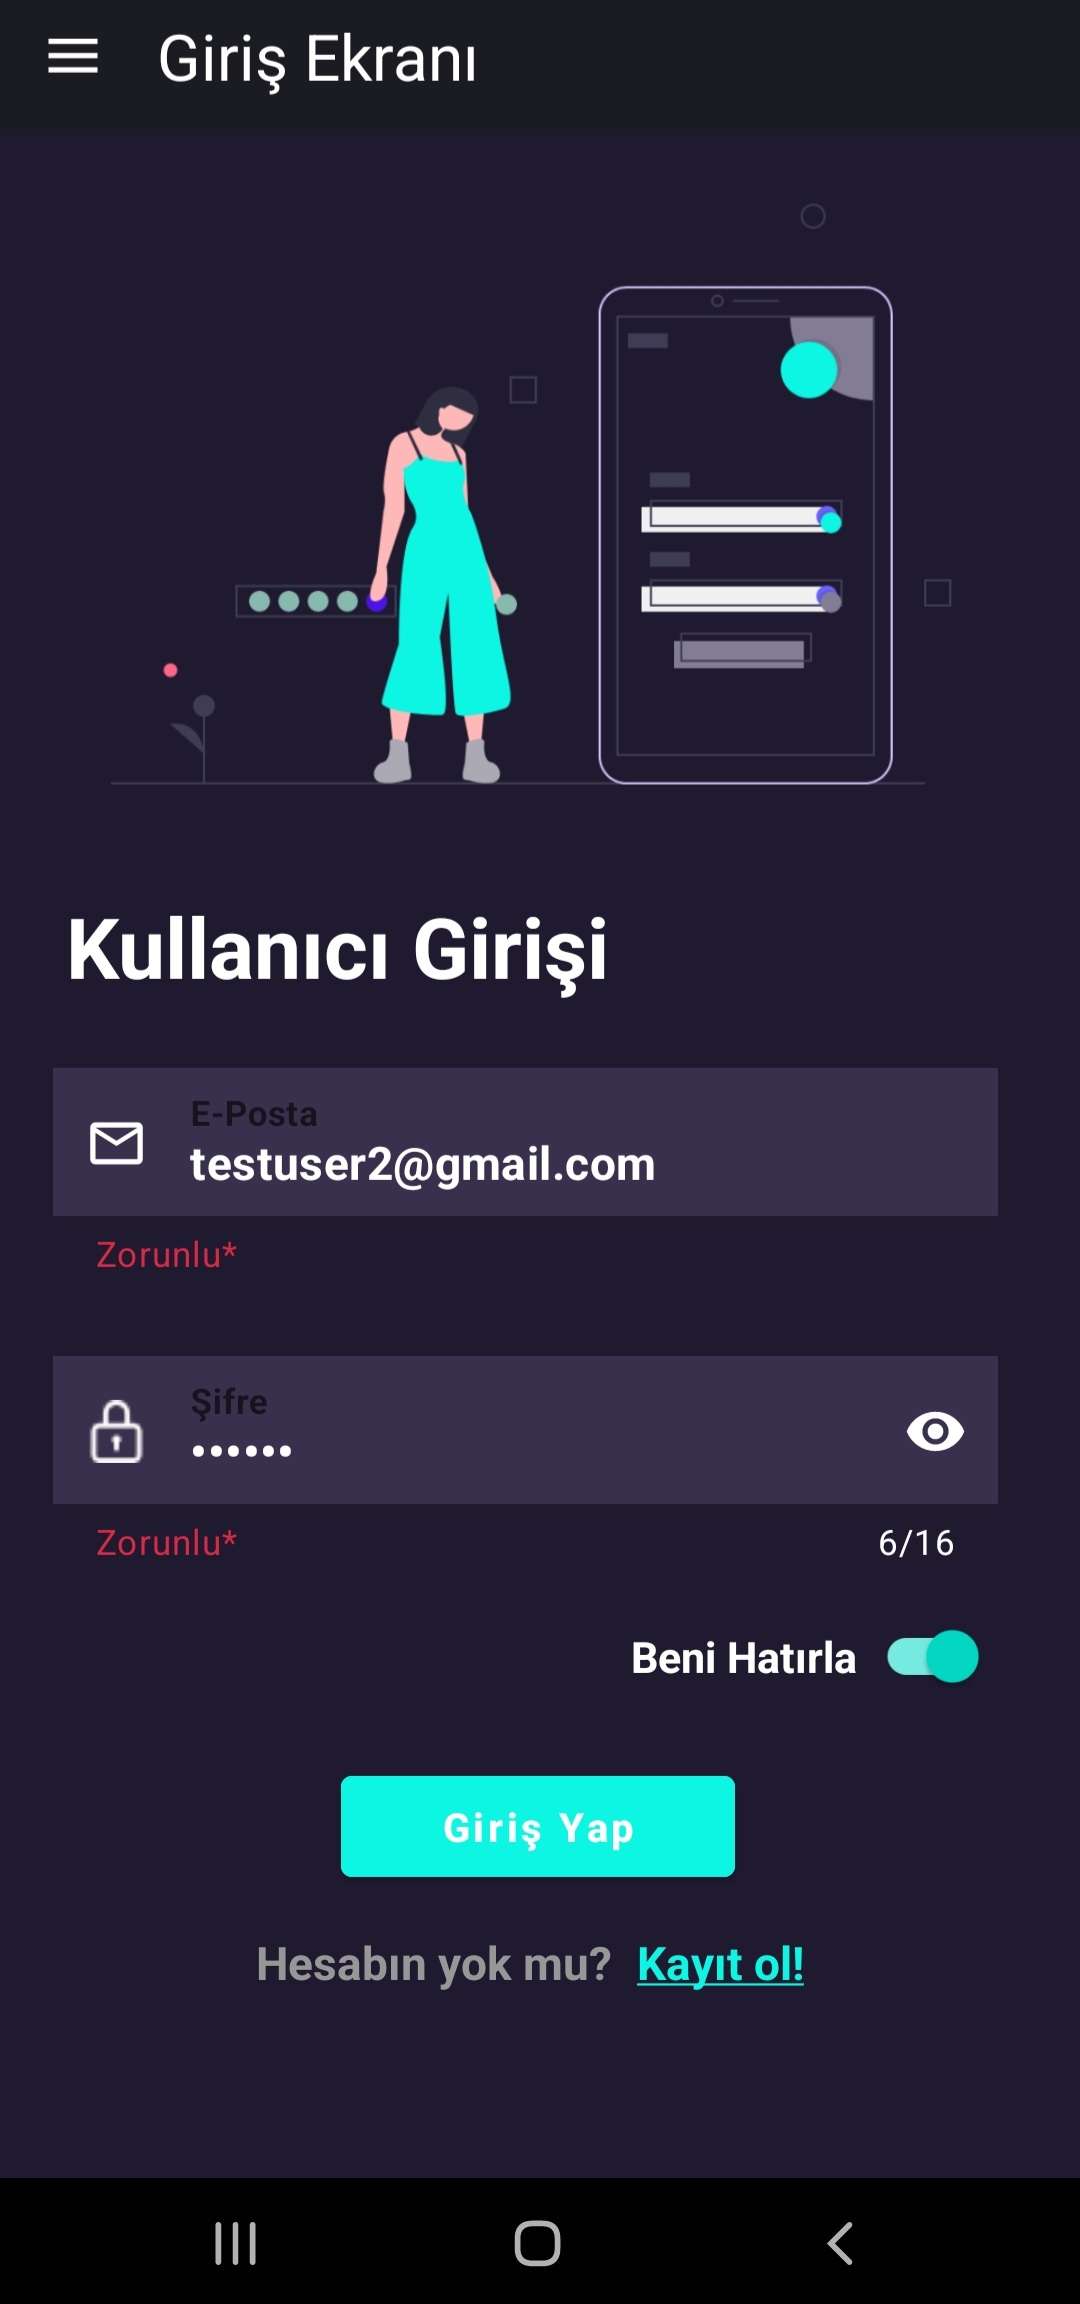 Giriş Ekranı
Kullanıcı Girişi
E-Posta
testuser2@gmail.com
Zorunlu*
Şifre
••••••
Zorunlu*
6/16
Beni Hatırla
Giriş Yap
Hesabın yok mu? Kayıt ol!